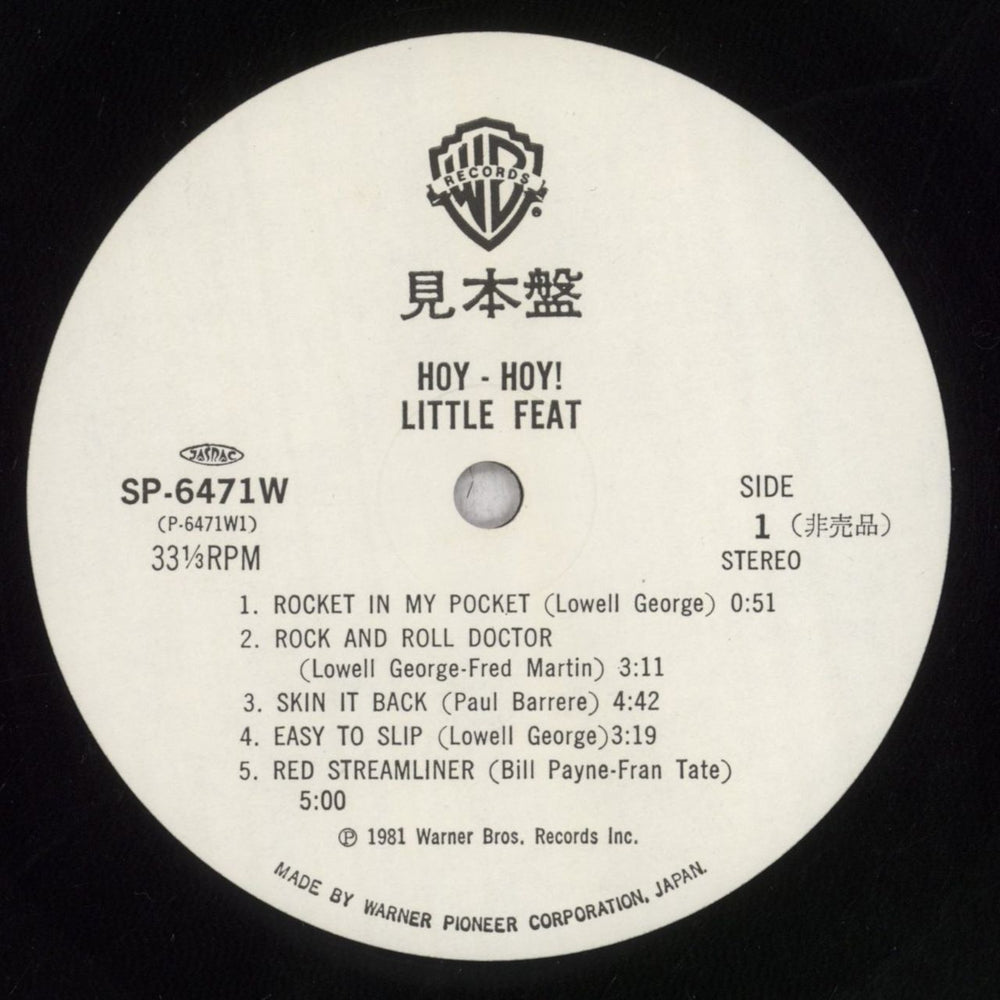 WB
RECORDS
®
見本盤
HOY - HOY!
LITTLE FEAT
JASRAC
SP-6471W
(P-6471W1)
33⅓RPM
SIDE
1 (非売品)
STEREO
1. ROCKET IN MY POCKET (Lowell George) 0:51
2. ROCK AND ROLL DOCTOR
(Lowell George-Fred Martin) 3:11
3. SKIN IT BACK (Paul Barrere) 4:42
4. EASY TO SLIP (Lowell George)3:19
5. RED STREAMLINER (Bill Payne-Fran Tate)
5:00
Ⓟ 1981 Warner Bros. Records Inc.
MADE BY WARNER PIONEER CORPORATION, JAPAN.